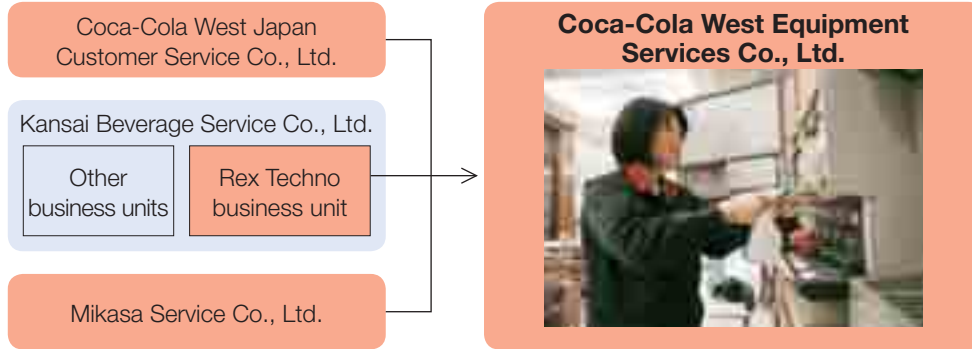 Coca-Cola West Japan
Customer Service Co., Ltd.
Kansai Beverage Service Co., Ltd.
Other
business units
Rex Techno
business unit
Mikasa Service Co., Ltd.
Coca-Cola West Equipment
Services Co., Ltd.